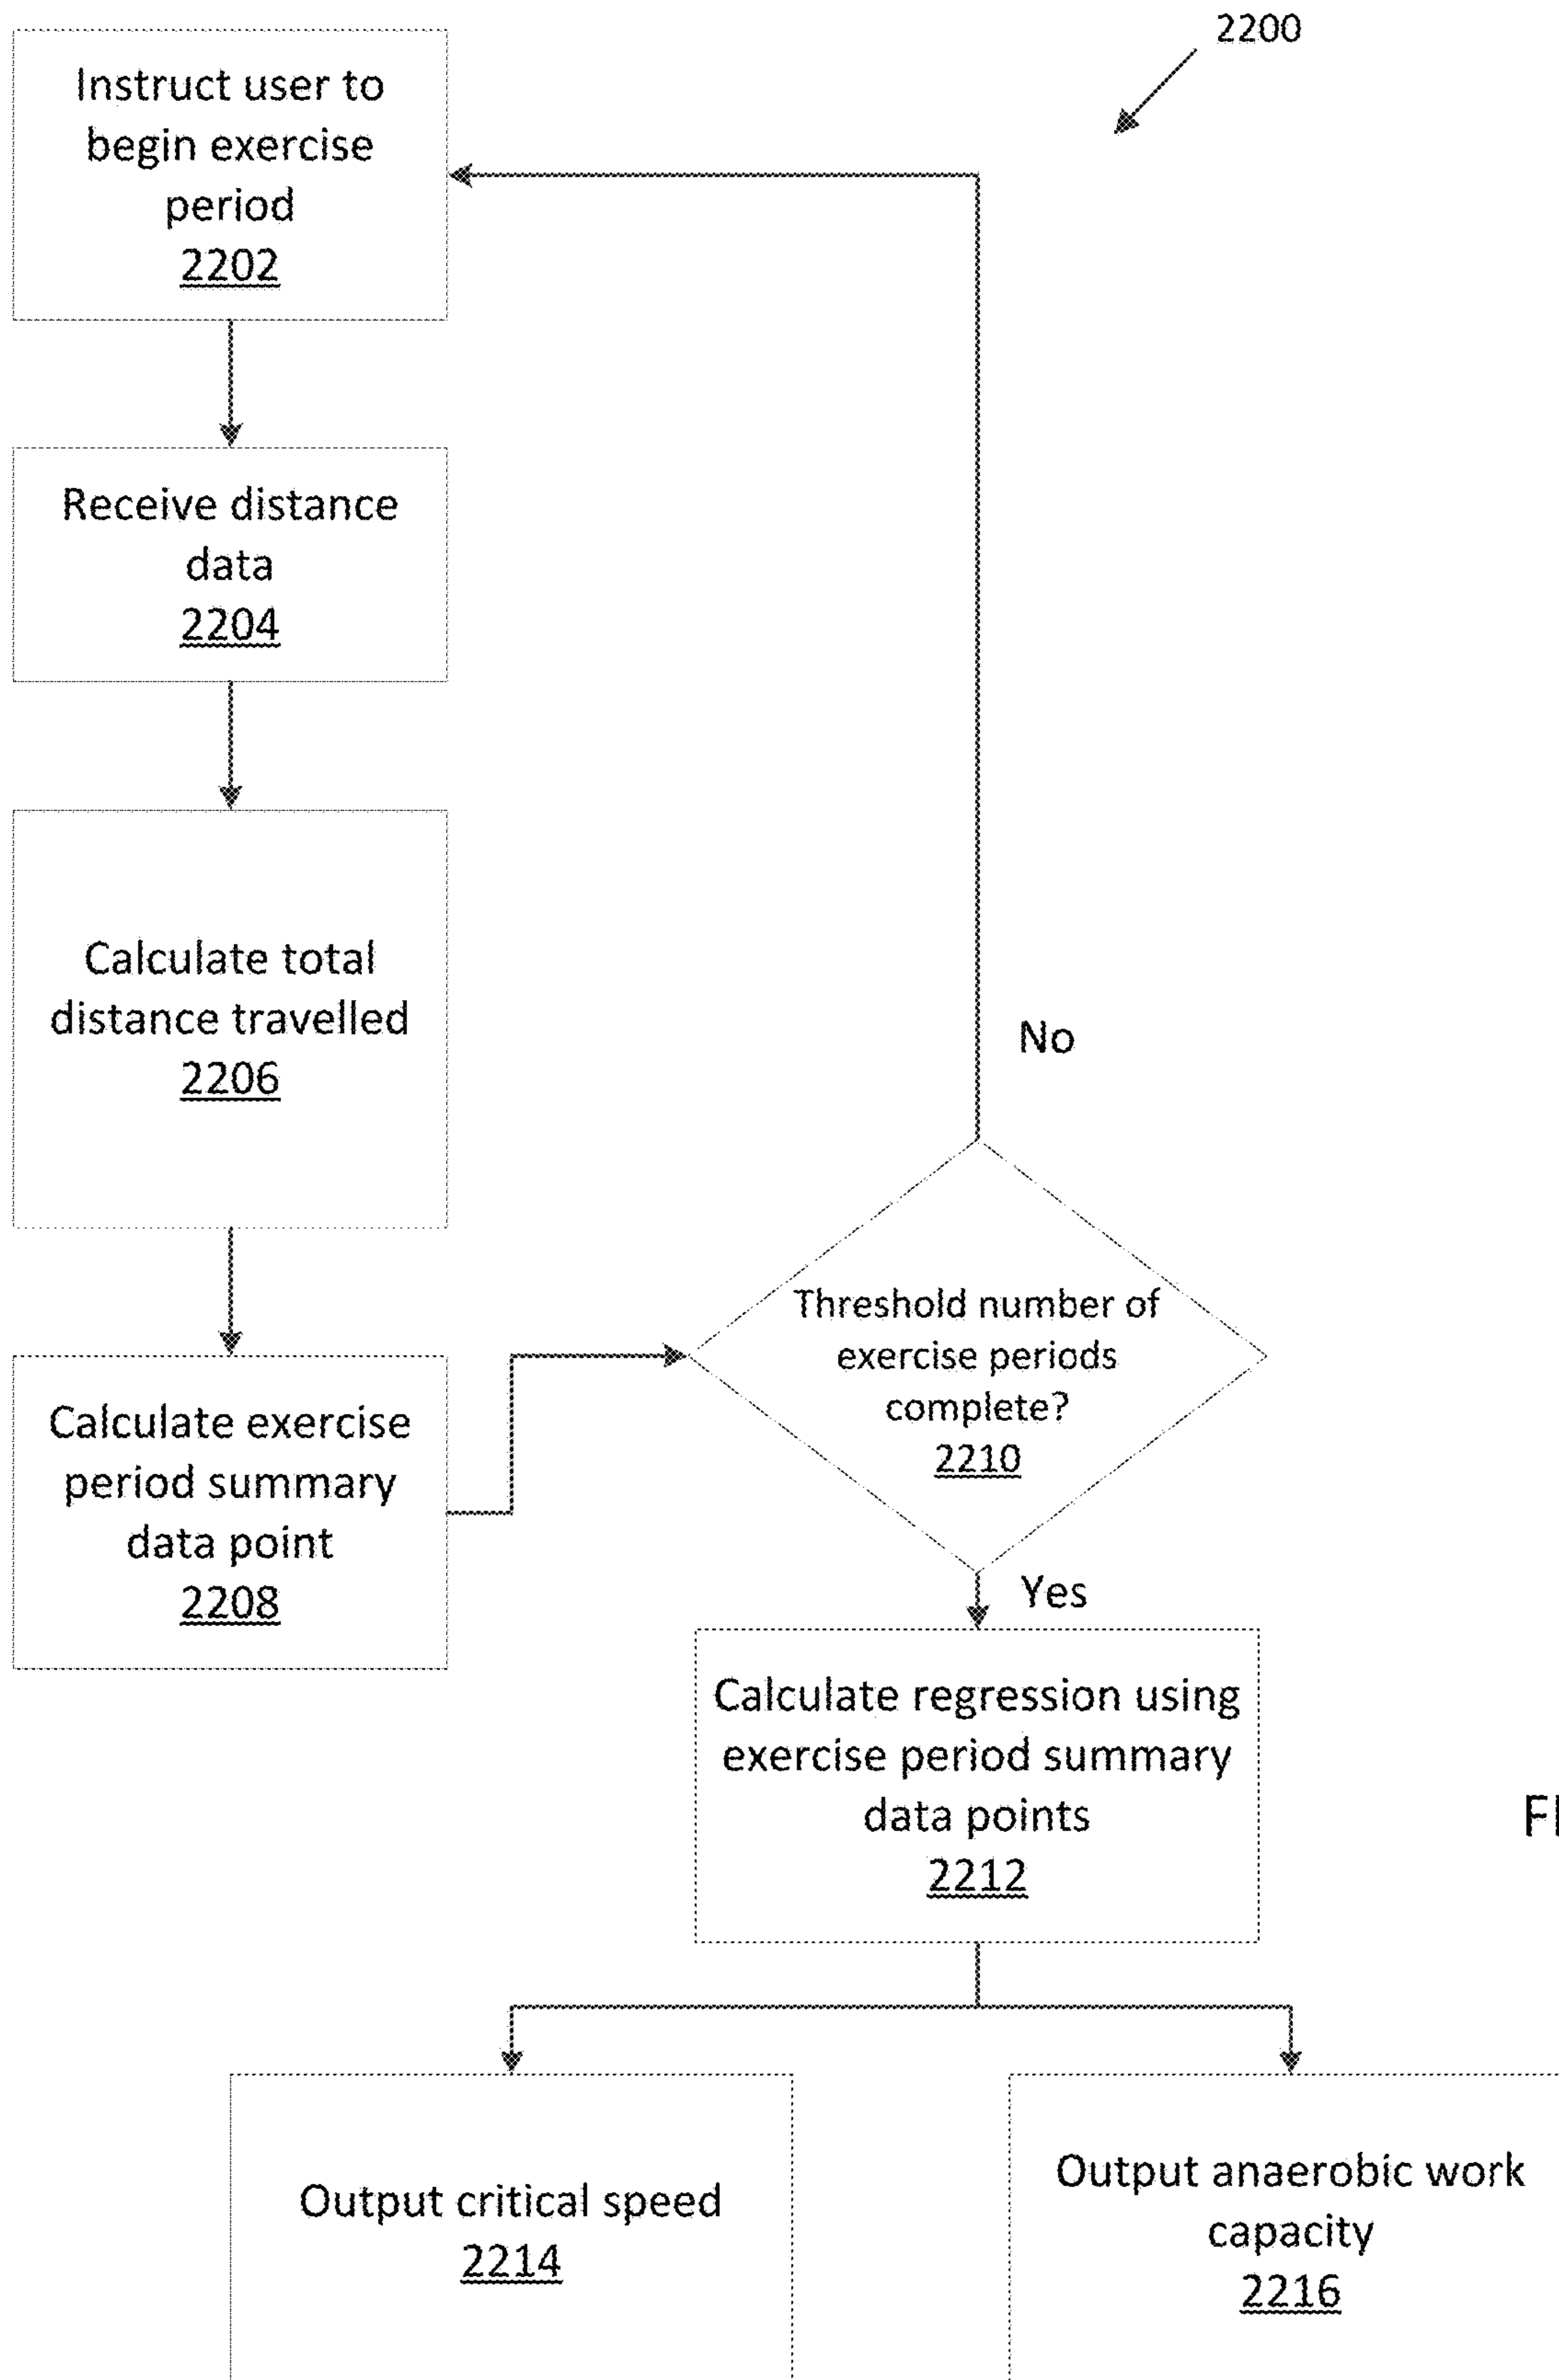 2200
Instruct user to
begin exercise
period
2202
Receive distance
data
2204
Calculate total
distance travelled
2206
No
Threshold number of
exercise periods
complete?
2210
Calculate exercise
period summary
data point
2208
Yes
Calculate regression using
exercise period summary
data points
2212
Output critical speed
2214
Output anaerobic work
capacity
2216